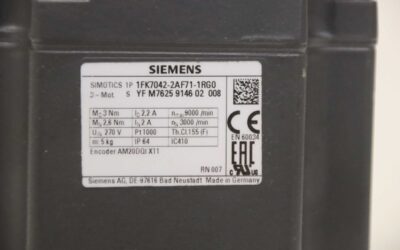 SIEMENS
SIMOTICS 1P 1FK7042-2AF71-1RG0
3~Mot. S YF M7625 9146 02 008
M₀ 3 Nm I₀ 2,2 A nₘₐₓ 9000 /min
Mₙ 2,6 Nm Iₙ 2 A nₙ 3000 /min
Uᵢₙ 270 V Pt1000 Th.Cl.155 (F)
m: 5 kg IP 64 IC410
Encoder AM20DQI X11
CE
EN 60034
EAC
RN 007
Siemens AG, DE-97616 Bad Neustadt Made in Germany